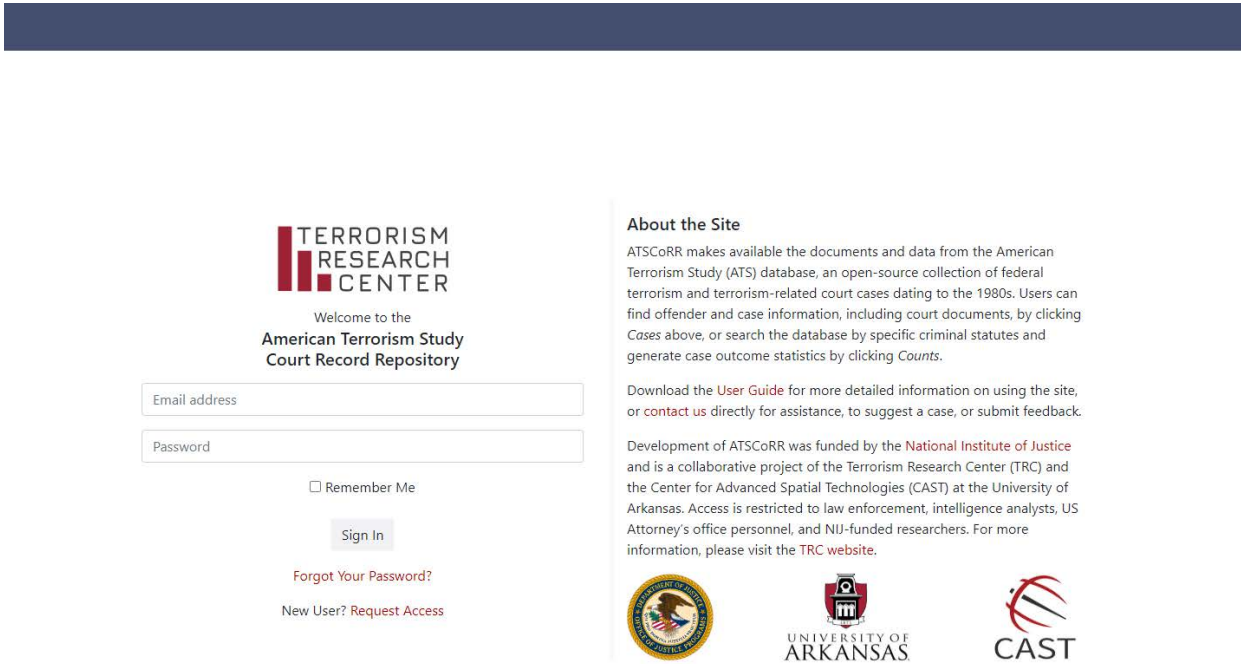 TERRORISM
RESEARCH
CENTER
Welcome to the
American Terrorism Study
Court Record Repository
Email address
Password
Remember Me
Sign In
Forgot Your Password?
New User? Request Access
About the Site
ATSCoRR makes available the documents and data from the American
Terrorism Study (ATS) database, an open-source collection of federal
terrorism and terrorism-related court cases dating to the 1980s. Users can
find offender and case information, including court documents, by clicking
Cases above, or search the database by specific criminal statutes and
generate case outcome statistics by clicking Counts.
Download the User Guide for more detailed information on using the site,
or contact us directly for assistance, to suggest a case, or submit feedback.
Development of ATSCoRR was funded by the National Institute of Justice
and is a collaborative project of the Terrorism Research Center (TRC) and
the Center for Advanced Spatial Technologies (CAST) at the University of
Arkansas. Access is restricted to law enforcement, intelligence analysts, US
Attorney's office personnel, and NIJ-funded researchers. For more
information, please visit the TRC website.
DEPARTMENT OF JUSTICE
OFFICE OF JUSTICE PROGRAMS
UNIVERSITY OF
ARKANSAS
CAST